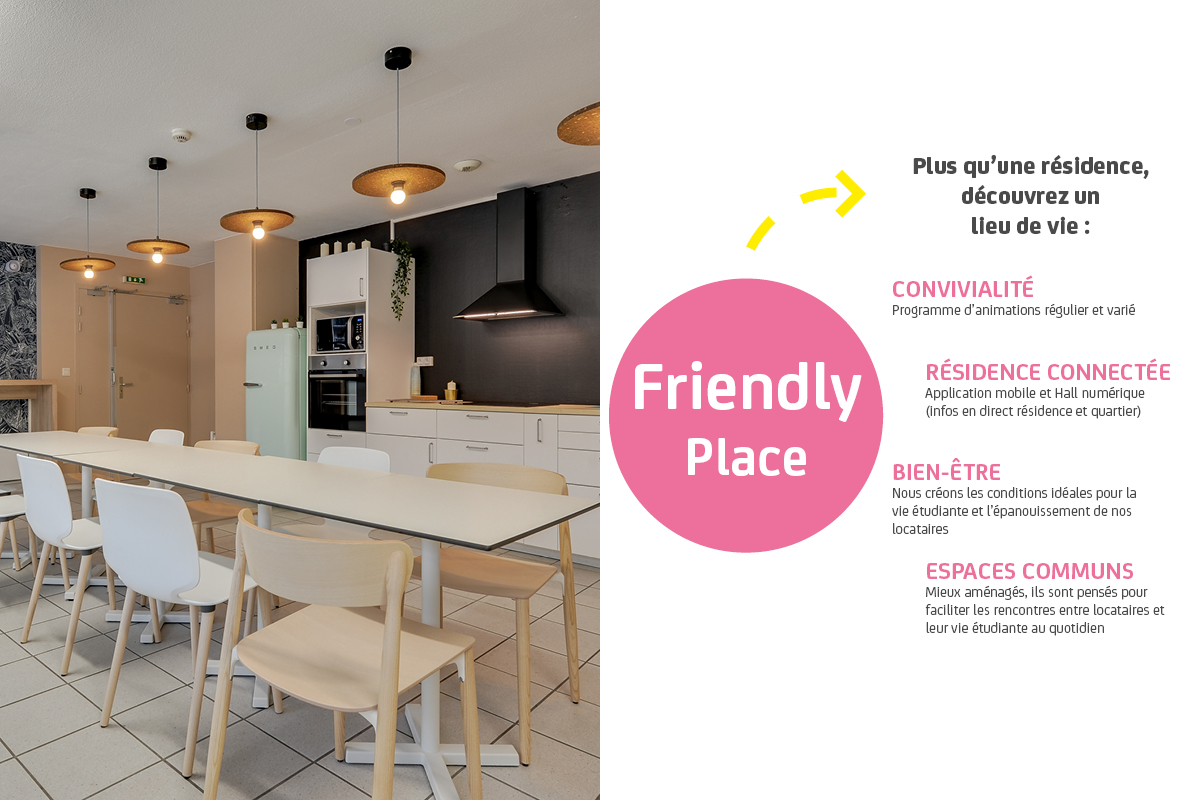 SMEG
Friendly
Place
Plus qu’une résidence,
découvrez un
lieu de vie :
CONVIVIALITÉ
Programme d’animations régulier et varié
RÉSIDENCE CONNECTÉE
Application mobile et Hall numérique
(infos en direct résidence et quartier)
BIEN-ÊTRE
Nous créons les conditions idéales pour la
vie étudiante et l’épanouissement de nos
locataires
ESPACES COMMUNS
Mieux aménagés, ils sont pensés pour
faciliter les rencontres entre locataires et
leur vie étudiante au quotidien